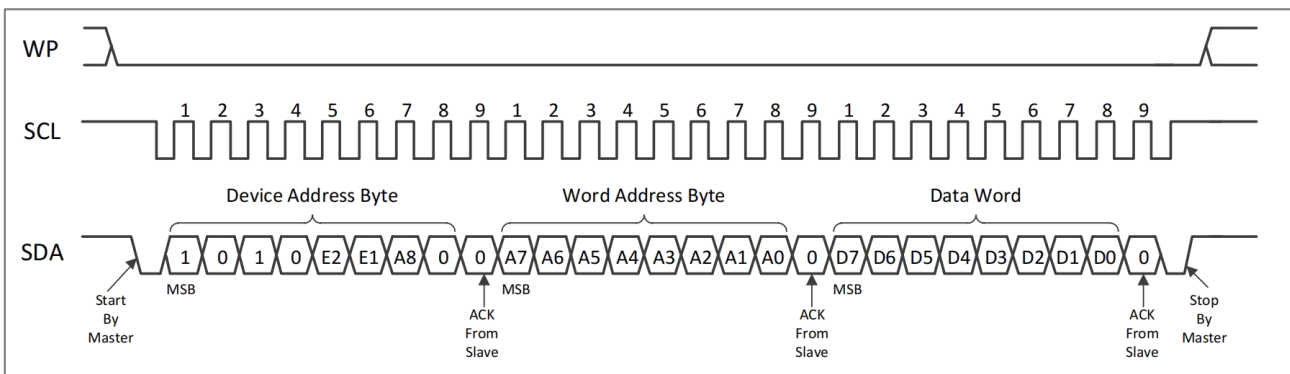 WP
1 2 3 4 5 6 7 8 9 1 2 3 4 5 6 7 8 9 1 2 3 4 5 6 7 8 9
SCL
Device Address Byte Word Address Byte Data Word
SDA 1 0 1 0 E2 E1 A8 0 0 A7 A6 A5 A4 A3 A2 A1 A0 0 D7 D6 D5 D4 D3 D2 D1 D0 0
MSB MSB MSB
Start
By
Master
ACK
From
Slave
ACK
From
Slave
ACK
From
Slave
Stop
By
Master